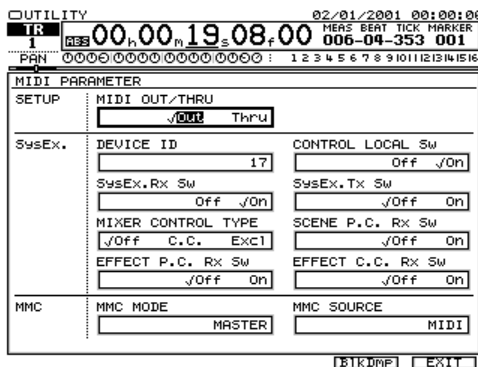 UTILITY 02/01/2001 00:00:00
TR 1 ABS 00h00m19s08f00 MEAS BEAT TICK MARKER
006-04-353 001
PAN 1 2 3 4 5 6 7 8 9 10 11 12 13 14 15 16
MIDI PARAMETER
SETUP MIDI OUT/THRU
√Out Thru
SysEx. DEVICE ID CONTROL LOCAL Sw
17 Off √On
SysEx.Rx Sw SysEx.Tx Sw
Off √On √Off On
MIXER CONTROL TYPE SCENE P.C. Rx Sw
√Off C.C. Excl √Off On
EFFECT P.C. Rx Sw EFFECT C.C. Rx Sw
√Off On √Off On
MMC MMC MODE MMC SOURCE
MASTER MIDI
BlkDmp EXIT